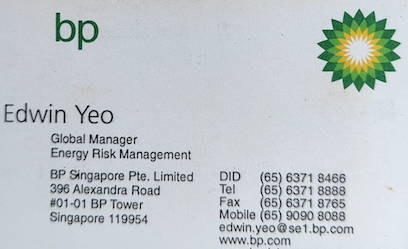 bp
Edwin Yeo
Global Manager
Energy Risk Management
BP Singapore Pte. Limited
396 Alexandra Road
#01-01 BP Tower
Singapore 119954
DID (65) 6371 8466
Tel (65) 6371 8888
Fax (65) 6371 8765
Mobile (65) 9090 8088
edwin.yeo@se1.bp.com
www.bp.com